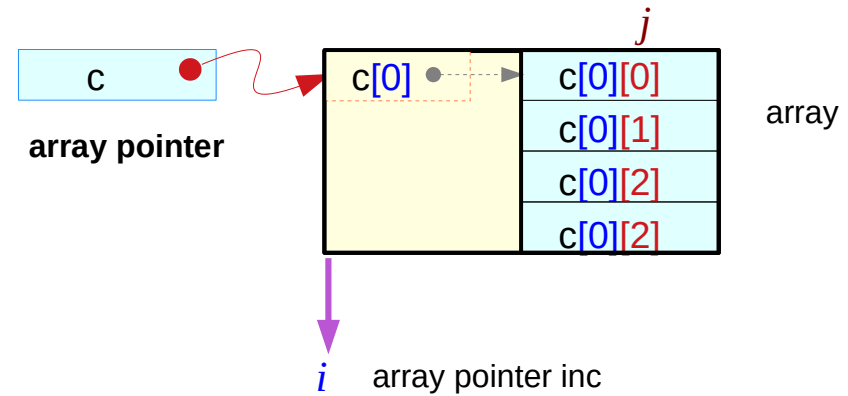 j
c
c[0]
c[0][0]
array
c[0][1]
array pointer
c[0][2]
c[0][2]
i
array pointer inc